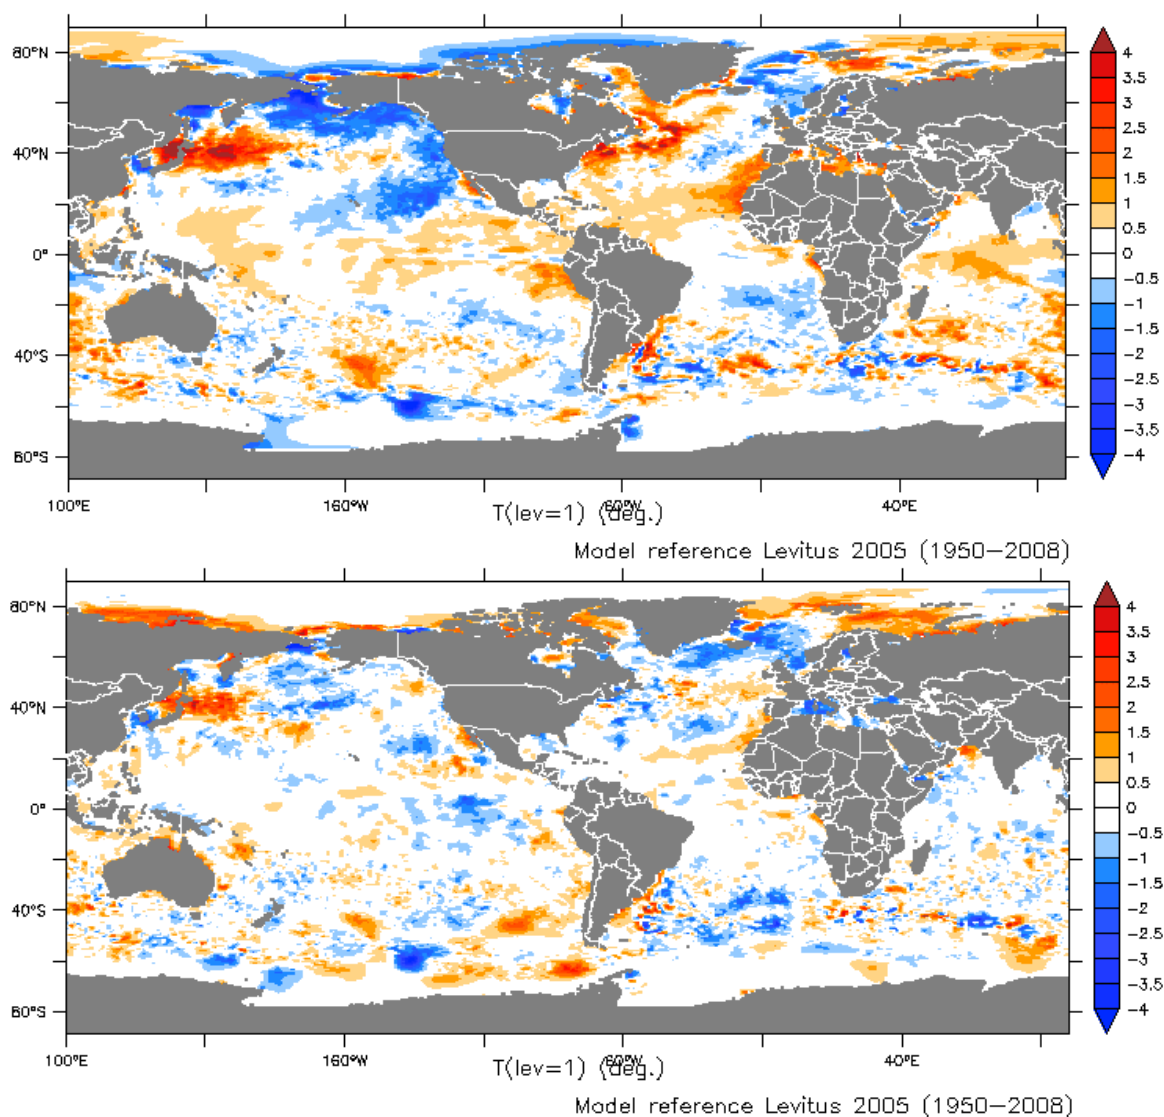 80°N
40°N
0°
40°S
80°S
4
3.5
3
2.5
2
1.5
1
0.5
0
−0.5
−1
−1.5
−2
−2.5
−3
−3.5
−4
100°E 160°W 60°W 40°E
T(lev=1) (deg.)
Model reference Levitus 2005 (1950−2008)
80°N
40°N
0°
40°S
80°S
4
3.5
3
2.5
2
1.5
1
0.5
0
−0.5
−1
−1.5
−2
−2.5
−3
−3.5
−4
100°E 160°W 60°W 40°E
T(lev=1) (deg.)
Model reference Levitus 2005 (1950−2008)